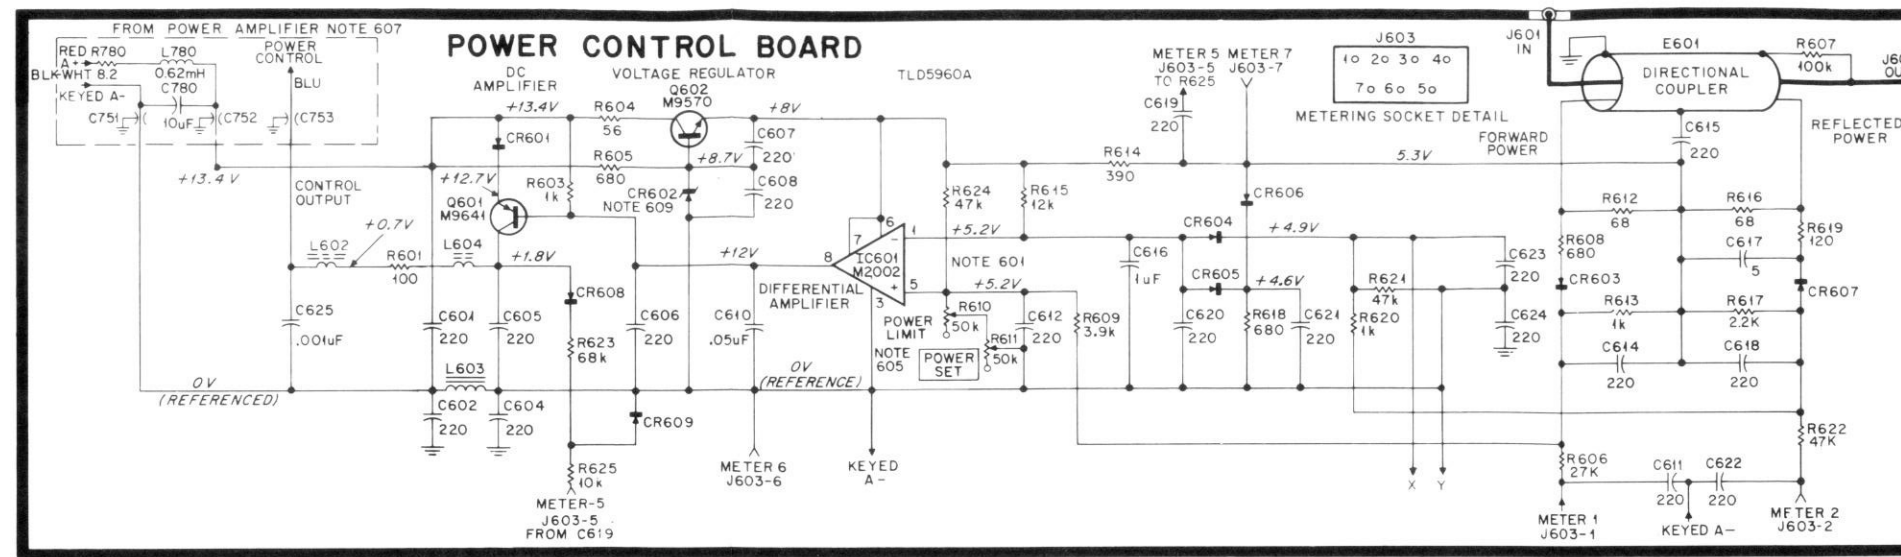 FROM POWER AMPLIFIER NOTE 607
POWER CONTROL BOARD
RED R780
A+
L780
POWER
CONTROL
BLK-WHT 8.2
0.62mH
BLU
KEYED A-
C780
10uF
C751
C752
C753
DC
AMPLIFIER
VOLTAGE REGULATOR
TLD5960A
Q602
M9570
+13.4V
R604
56
+8V
CR601
C607
220
R605
680
+8.7V
+13.4V
CONTROL
OUTPUT
+12.7V
Q601
M9641
R603
1k
CR602
NOTE 609
C608
220
+0.7V
L602
R601
100
L604
+1.8V
+12V
CR608
C625
.001uF
C601
220
C605
220
R623
68k
C606
220
C610
.05uF
L603
0V
(REFERENCED)
C602
220
C604
220
CR609
R625
10k
METER-5
J603-5
FROM C619
METER 6
J603-6
KEYED
A-
METER 5
J603-5
TO R625
METER 7
J603-7
C619
220
J603
1o 2o 3o 4o
7o 6o 5o
METERING SOCKET DETAIL
R614
390
5.3V
R624
47k
R615
12k
CR606
6
7
8
1
-
+
5
3
IC601
M2002
DIFFERENTIAL
AMPLIFIER
+5.2V
NOTE 601
+5.2V
CR604
+4.9V
C616
1uF
CR605
+4.6V
POWER
LIMIT
R610
50k
R611
50k
NOTE
605
POWER
SET
0V
(REFERENCE)
C612
220
R609
3.9k
C620
220
R618
680
C621
220
R621
47k
R620
1k
C623
220
C624
220
X
Y
J601
IN
E601
DIRECTIONAL
COUPLER
R607
100k
FORWARD
POWER
C615
220
REFLECTED
POWER
R612
68
R616
68
R608
680
R619
120
C617
5
CR603
CR607
R613
1k
R617
2.2K
C614
220
C618
220
R622
47K
R606
27K
C611
220
C622
220
METER 1
J603-1
KEYED A-
METER 2
J603-2